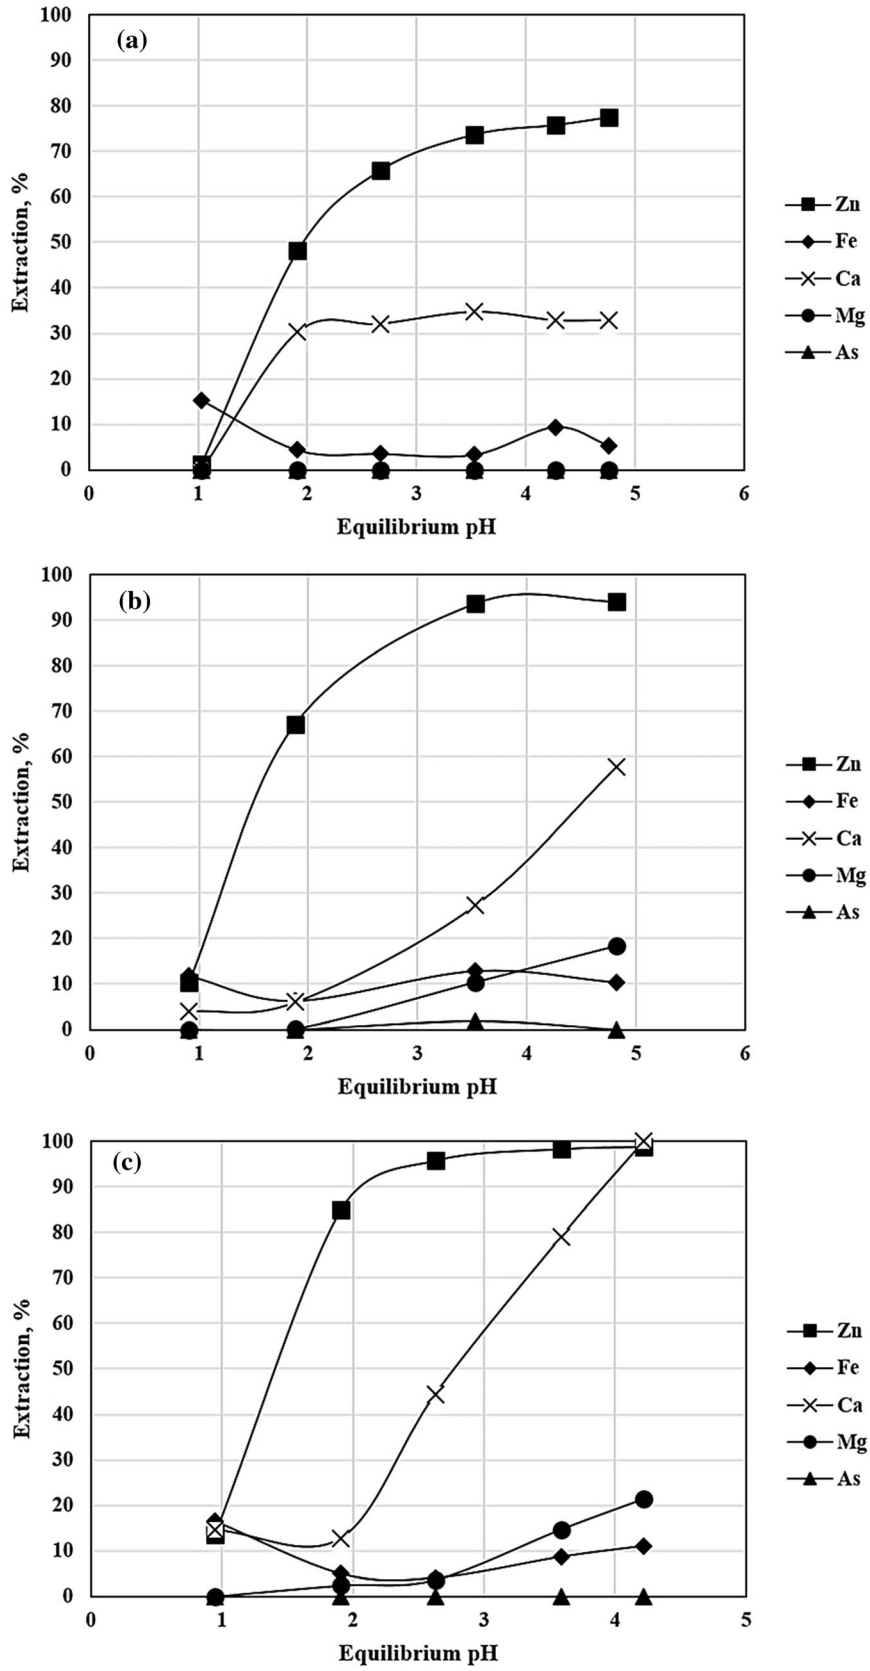 (a)
100
90
80
70
60
50
40
30
20
10
0
Extraction, %
0 1 2 3 4 5 6
Equilibrium pH
Zn
Fe
Ca
Mg
As
(b)
100
90
80
70
60
50
40
30
20
10
0
Extraction, %
0 1 2 3 4 5 6
Equilibrium pH
Zn
Fe
Ca
Mg
As
(c)
100
90
80
70
60
50
40
30
20
10
0
Extraction, %
0 1 2 3 4 5
Equilibrium pH
Zn
Fe
Ca
Mg
As